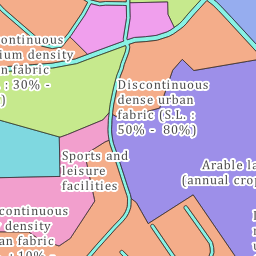 continuous
ium density
an fabric
. : 30% -
)
Discontinuous
dense urban
fabric (S.L. :
50% - 80%)
Sports and
leisure
facilities
Arable la
(annual crop
continuous
density
an fabric
: 10% -